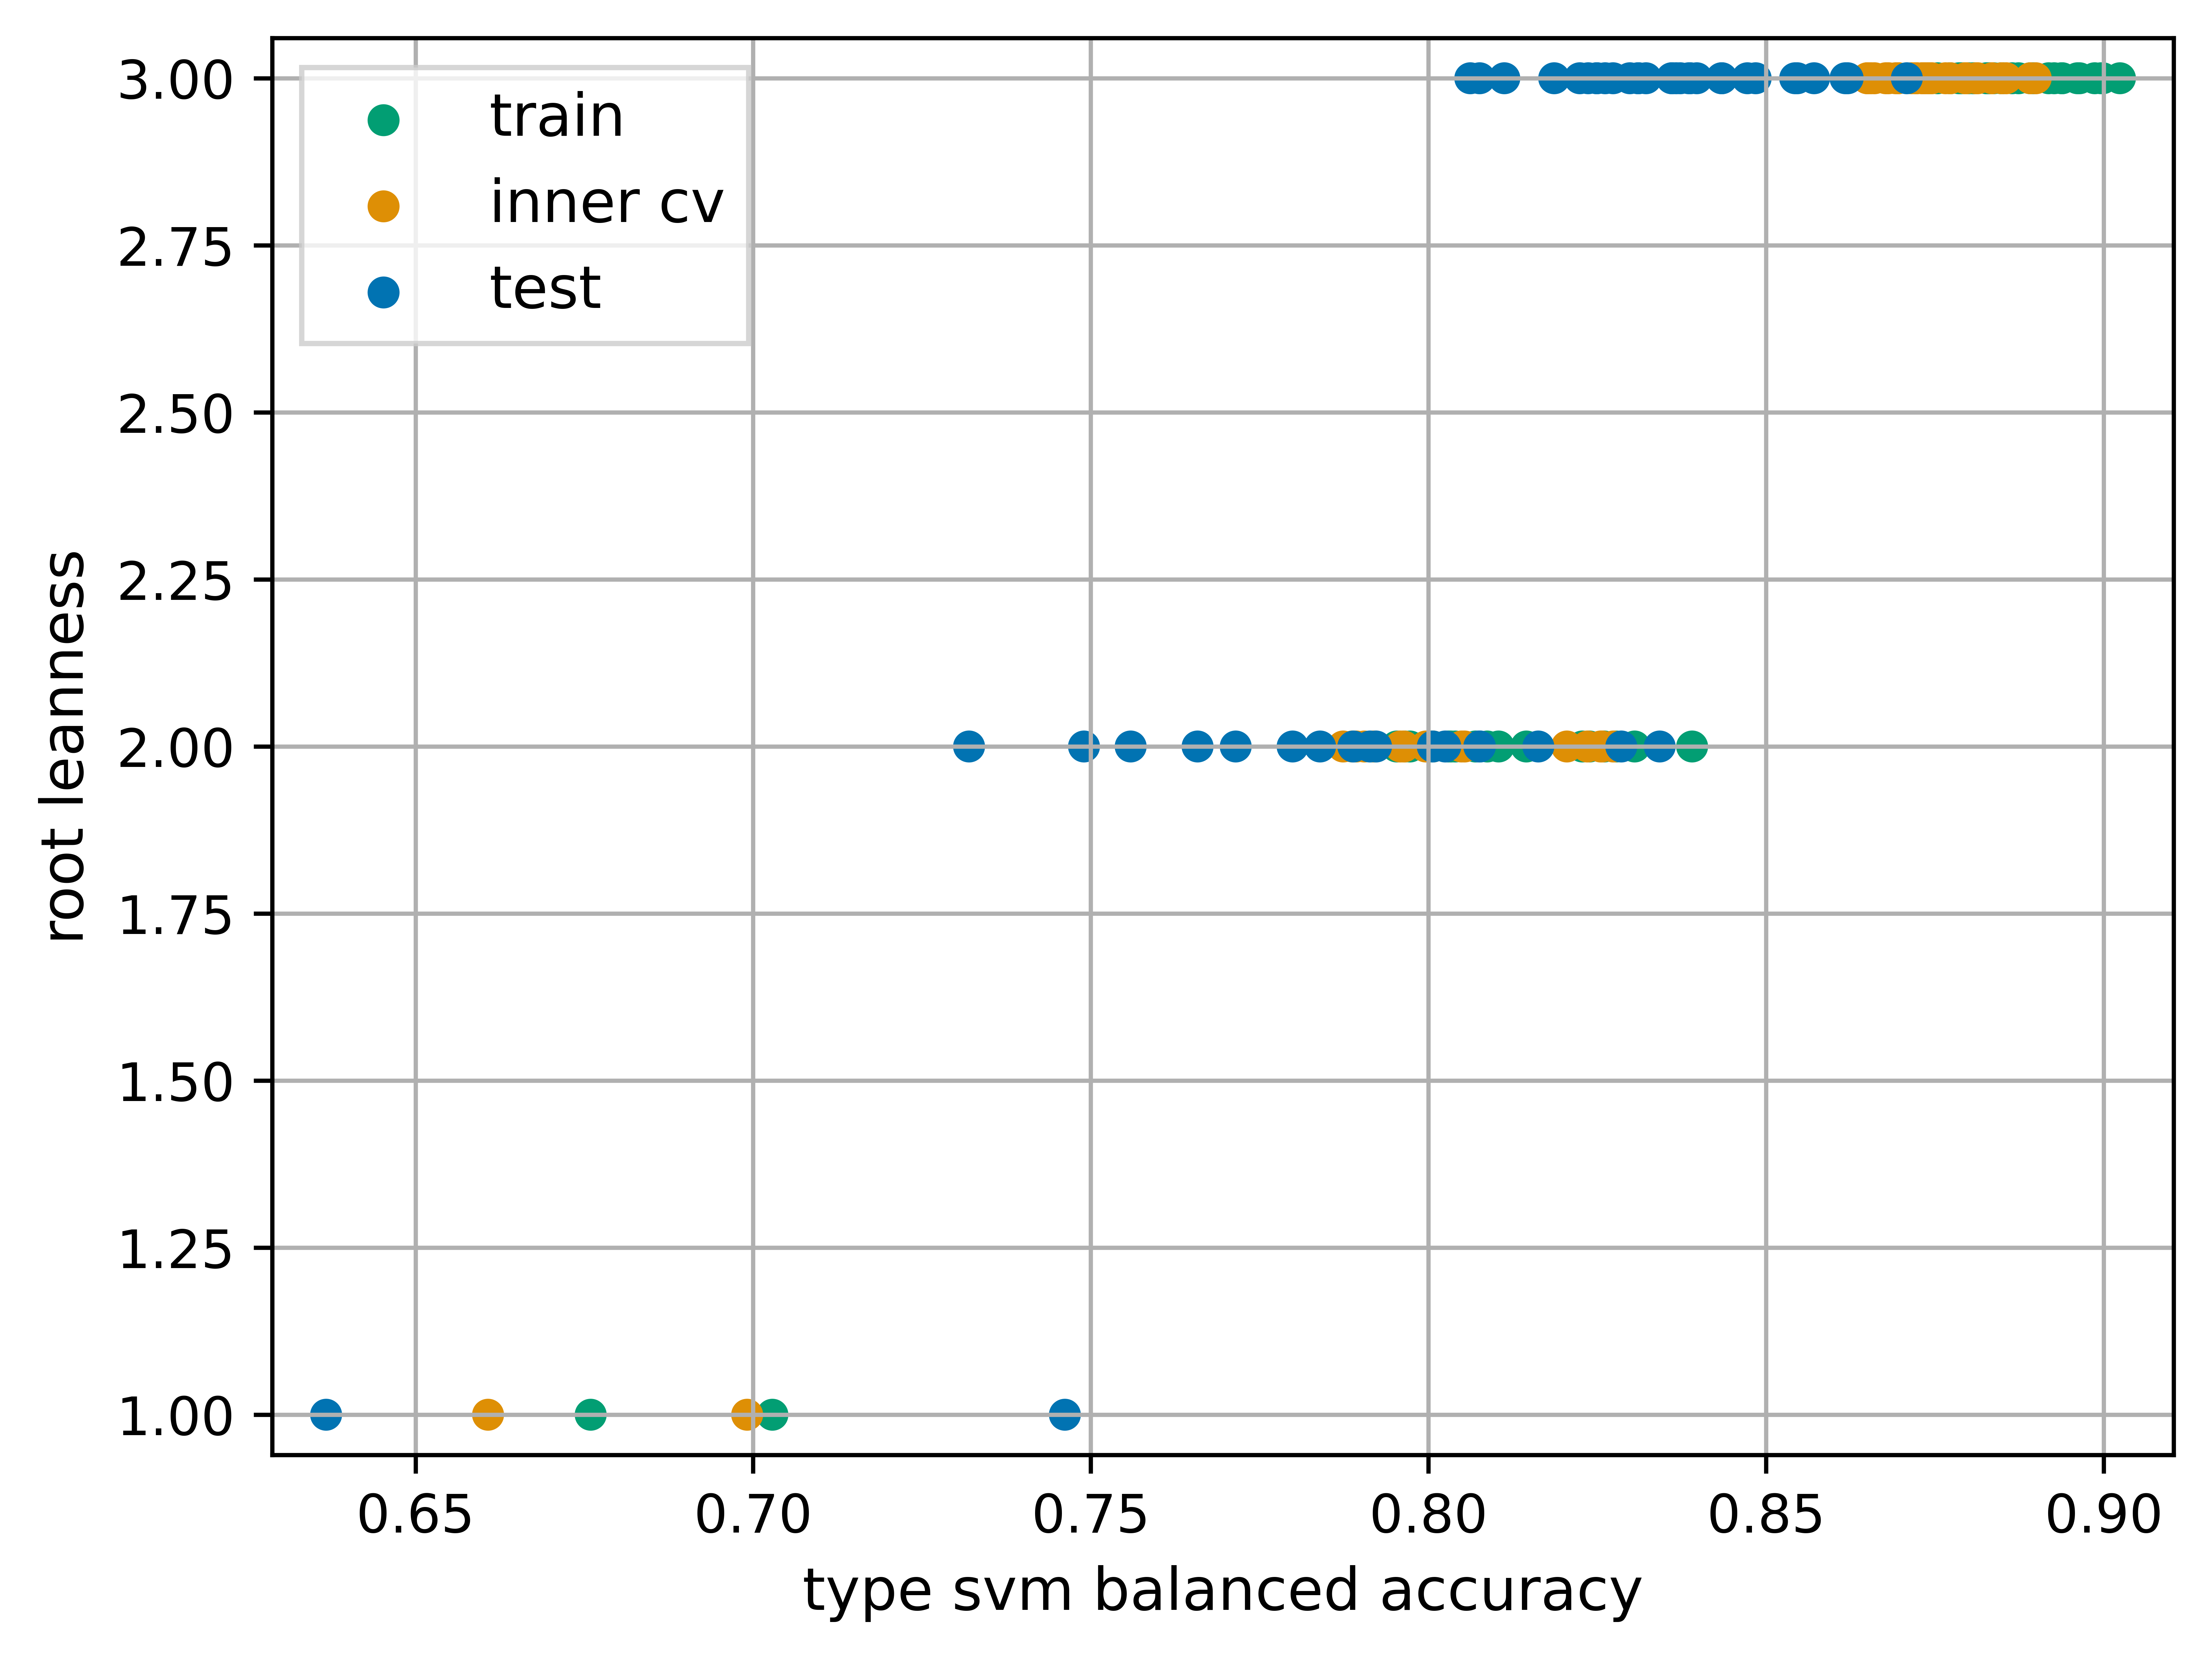 train
inner cv
test
3.00
2.75
2.50
2.25
2.00
1.75
1.50
1.25
1.00
root leanness
0.65 0.70 0.75 0.80 0.85 0.90
type svm balanced accuracy